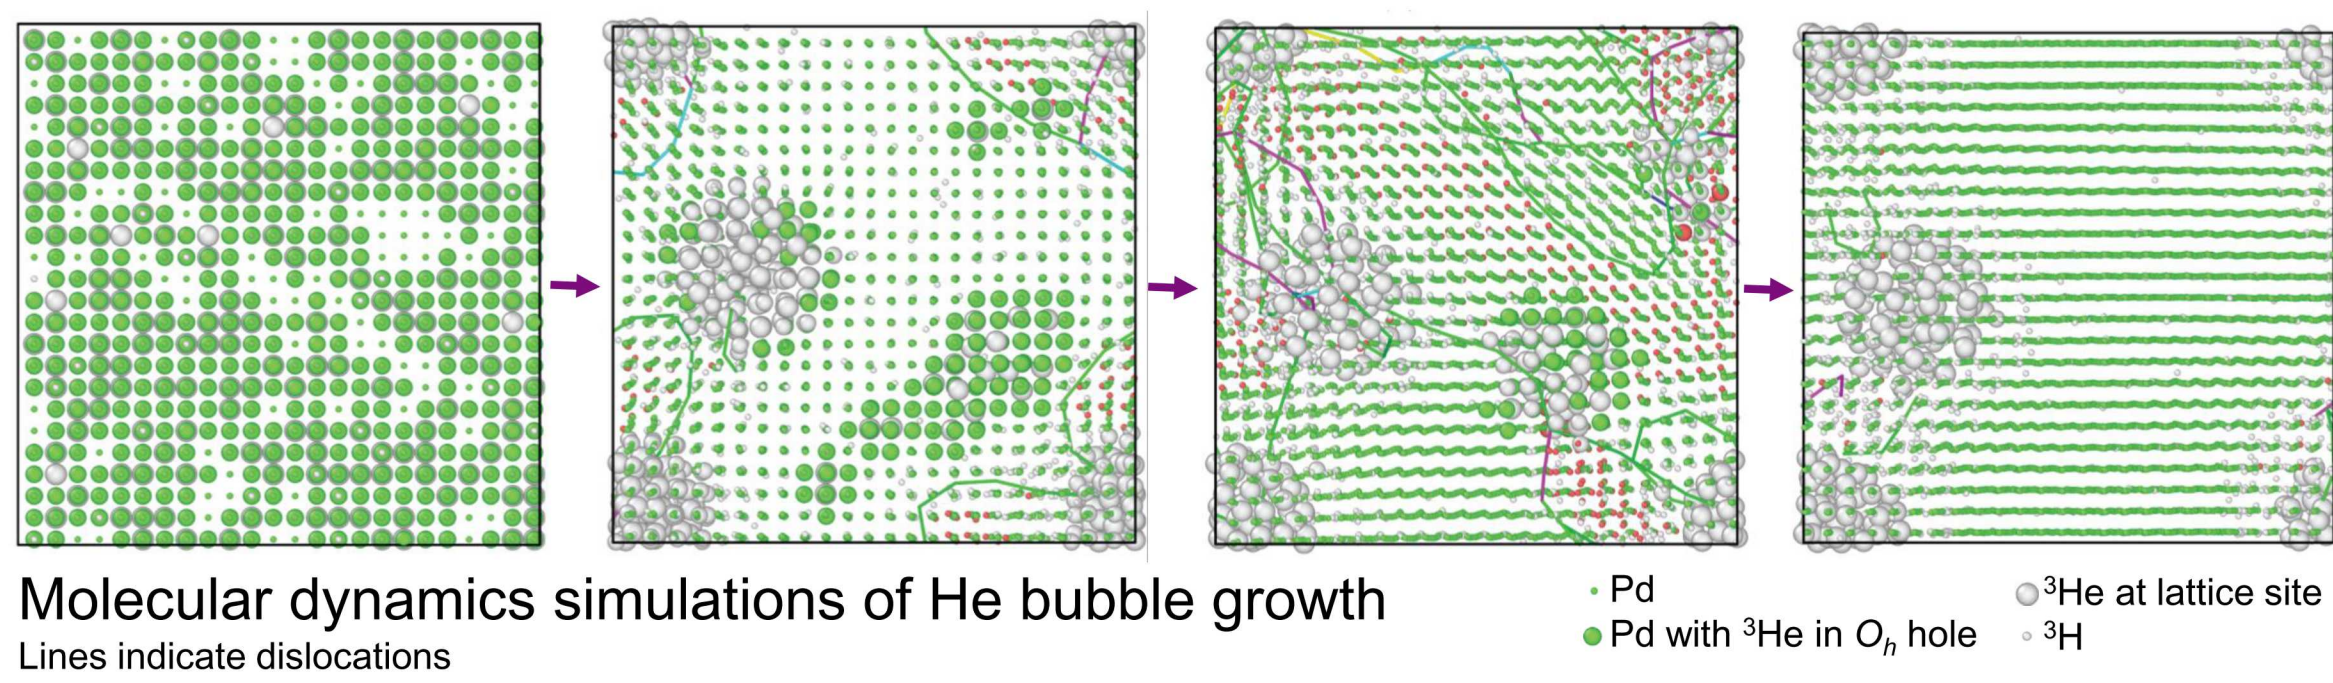 Molecular dynamics simulations of He bubble growth
Lines indicate dislocations
Pd
Pd with ³He in Oₕ hole
³He at lattice site
³H